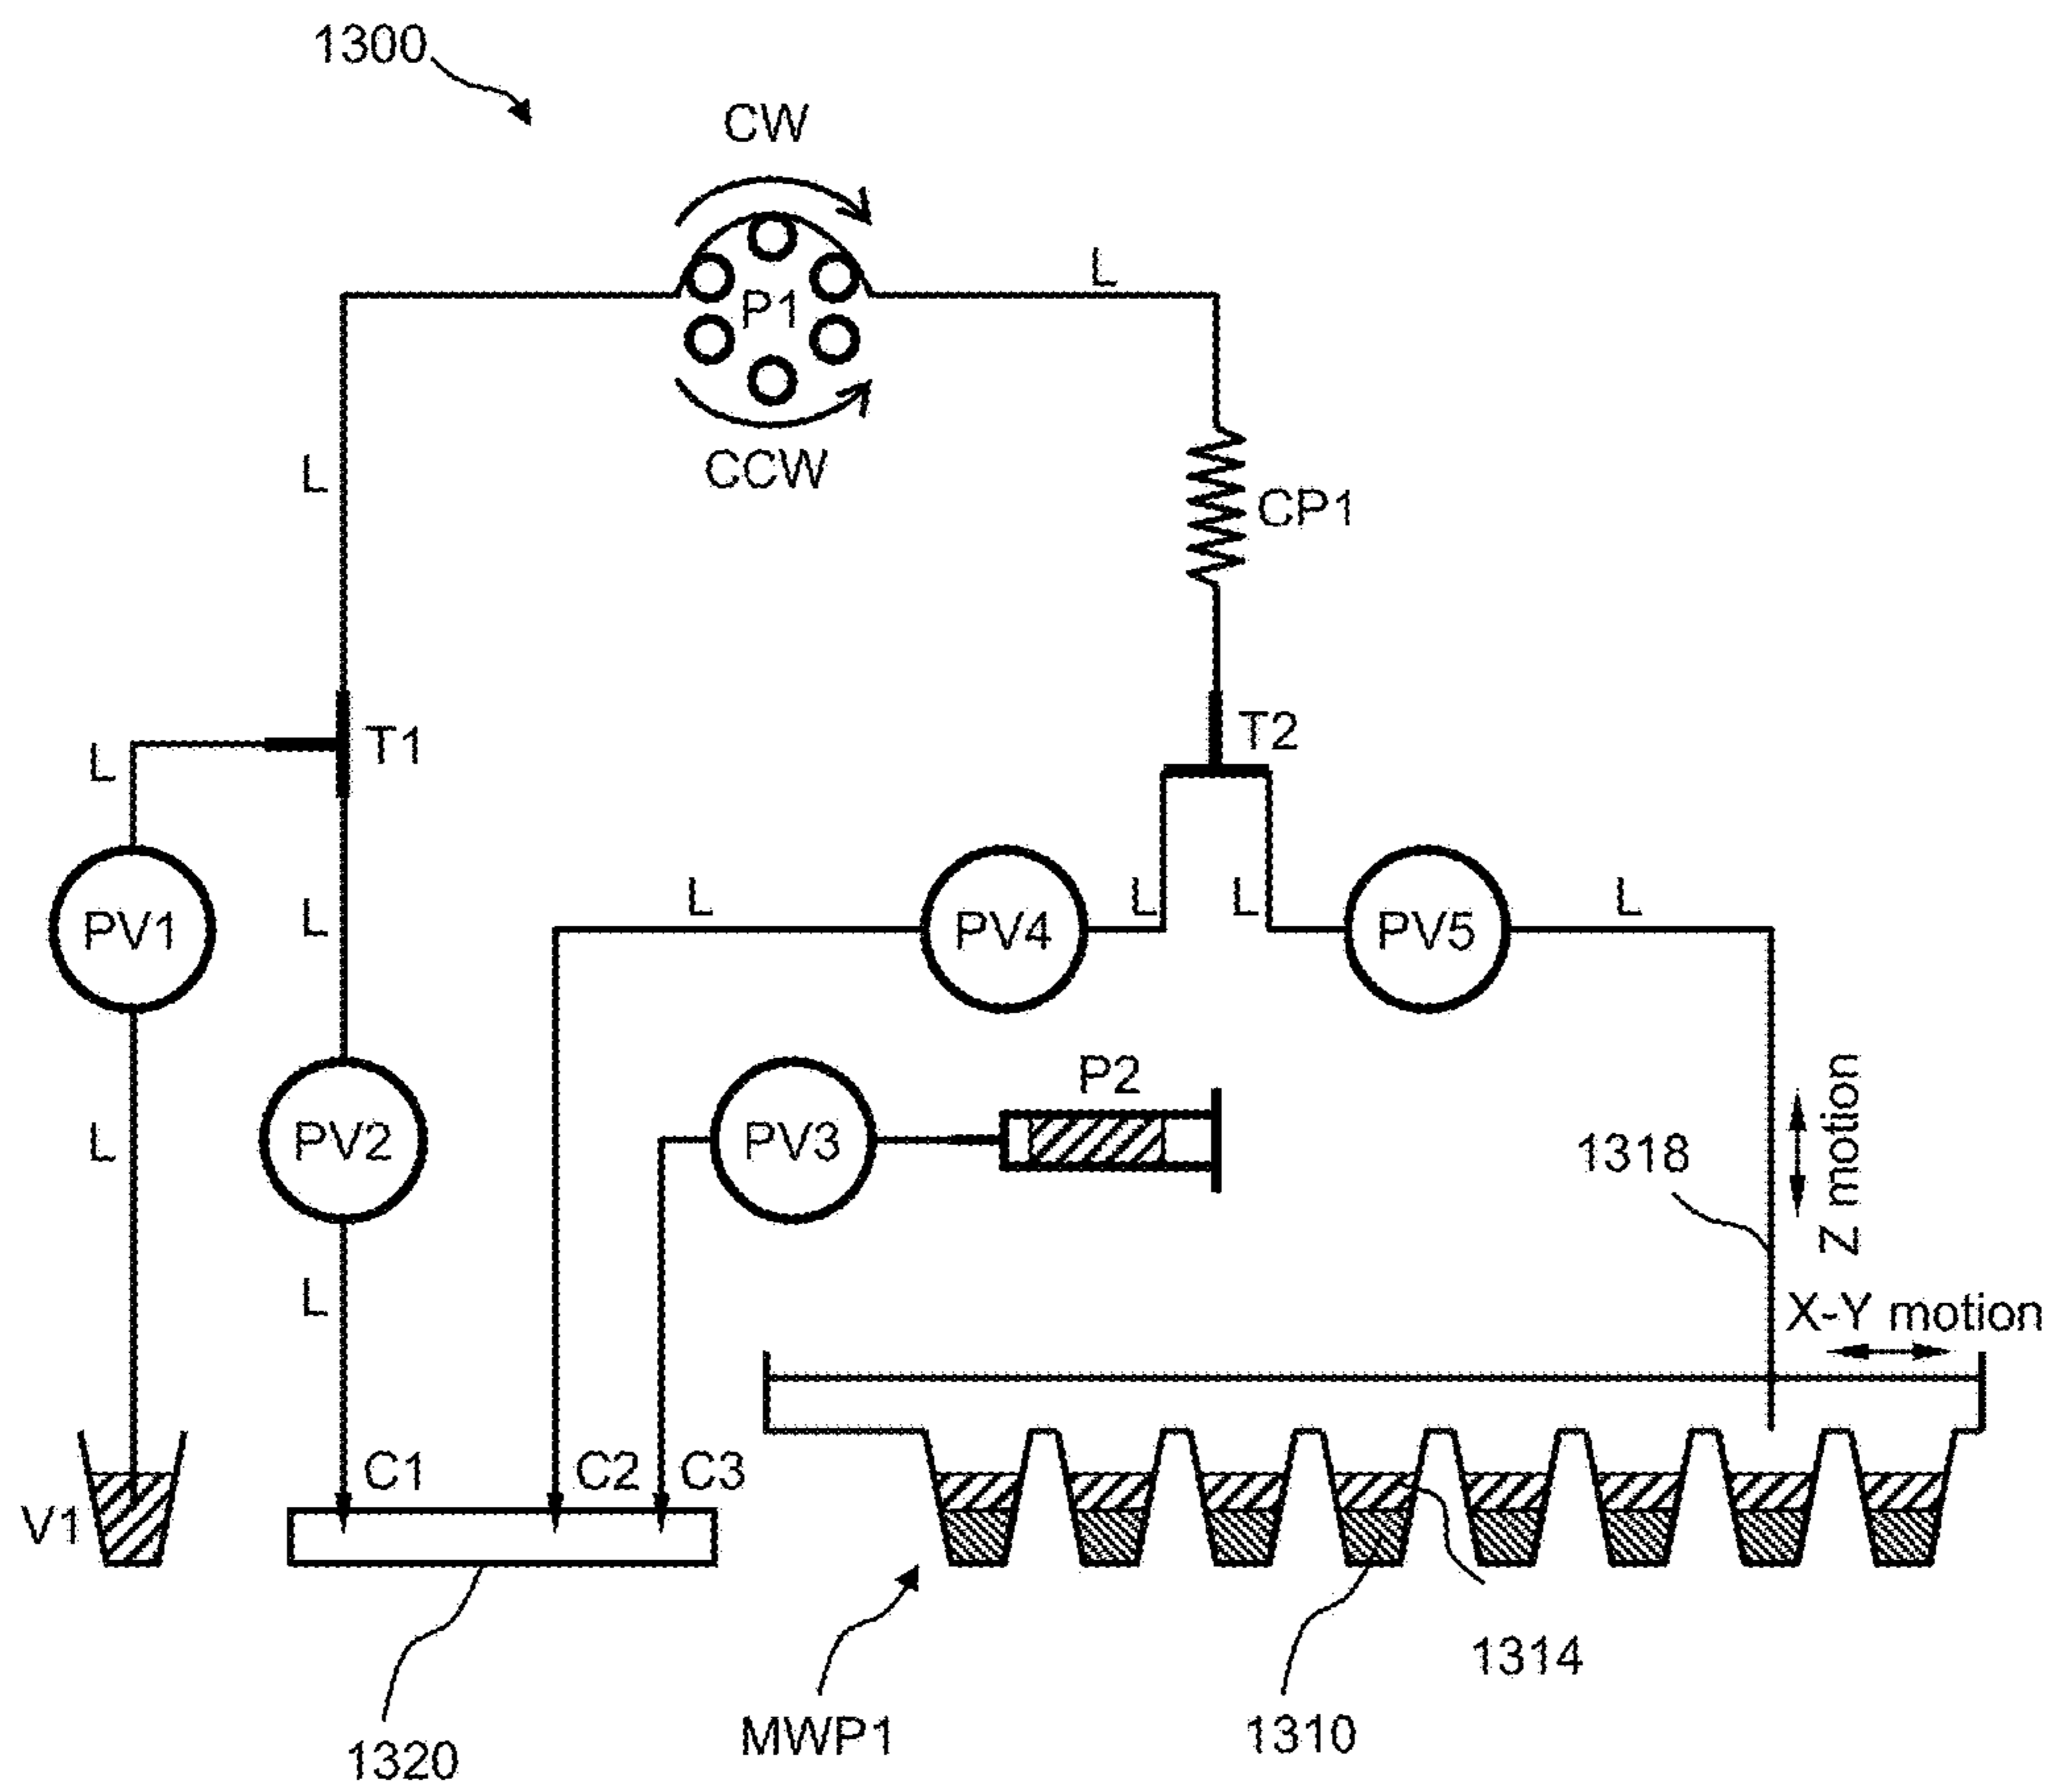 1300
CW
L
P1
CCW
L
CP1
T1
T2
L
L
L
L
L
L
PV1
PV4
PV5
P2
Z motion
L
PV2
PV3
1318
L
X-Y motion
C1
C2
C3
V1
1314
MWP1
1310
1320